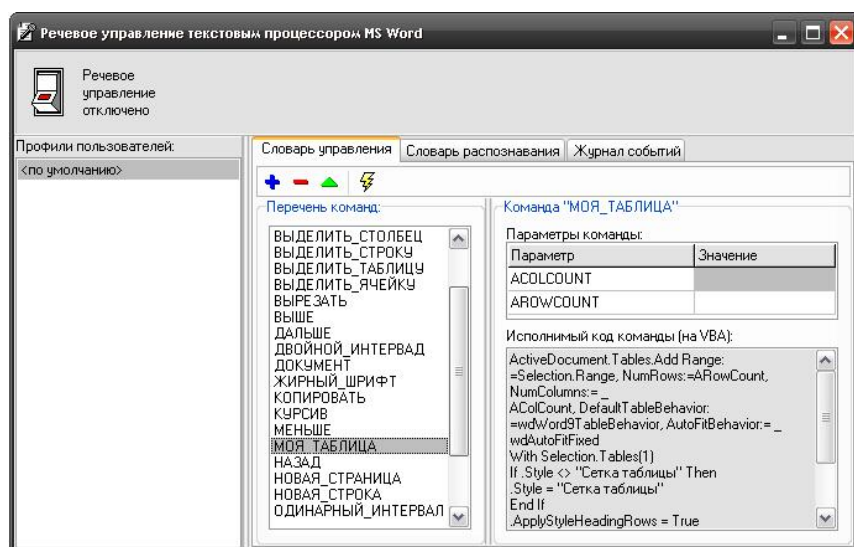 Речевое управление текстовым процессором MS Word
Речевое
управление
отключено
Профили пользователей:
<по умолчанию>
Словарь управления
Словарь распознавания
Журнал событий
Перечень команд:
ВЫДЕЛИТЬ_СТОЛБЕЦ
ВЫДЕЛИТЬ_СТРОКУ
ВЫДЕЛИТЬ_ТАБЛИЦУ
ВЫДЕЛИТЬ_ЯЧЕЙКУ
ВЫРЕЗАТЬ
ВЫШЕ
ДАЛЬШЕ
ДВОЙНОЙ_ИНТЕРВАЛ
ДОКУМЕНТ
ЖИРНЫЙ_ШРИФТ
КОПИРОВАТЬ
КУРСИВ
МЕНЬШЕ
МОЯ_ТАБЛИЦА
НАЗАД
НОВАЯ_СТРАНИЦА
НОВАЯ_СТРОКА
ОДИНАРНЫЙ_ИНТЕРВАЛ
Команда "МОЯ_ТАБЛИЦА"
Параметры команды:
Параметр Значение
ACOLCOUNT
AROWCOUNT
Исполнимый код команды (на VBA):
ActiveDocument.Tables.Add Range:
=Selection.Range, NumRows:=ARowCount,
NumColumns:= _
AColCount, DefaultTableBehavior:
=wdWord9TableBehavior, AutoFitBehavior:= _
wdAutoFitFixed
With Selection.Tables(1)
If .Style <> "Сетка таблицы" Then
.Style = "Сетка таблицы"
End If
.ApplyStyleHeadingRows = True